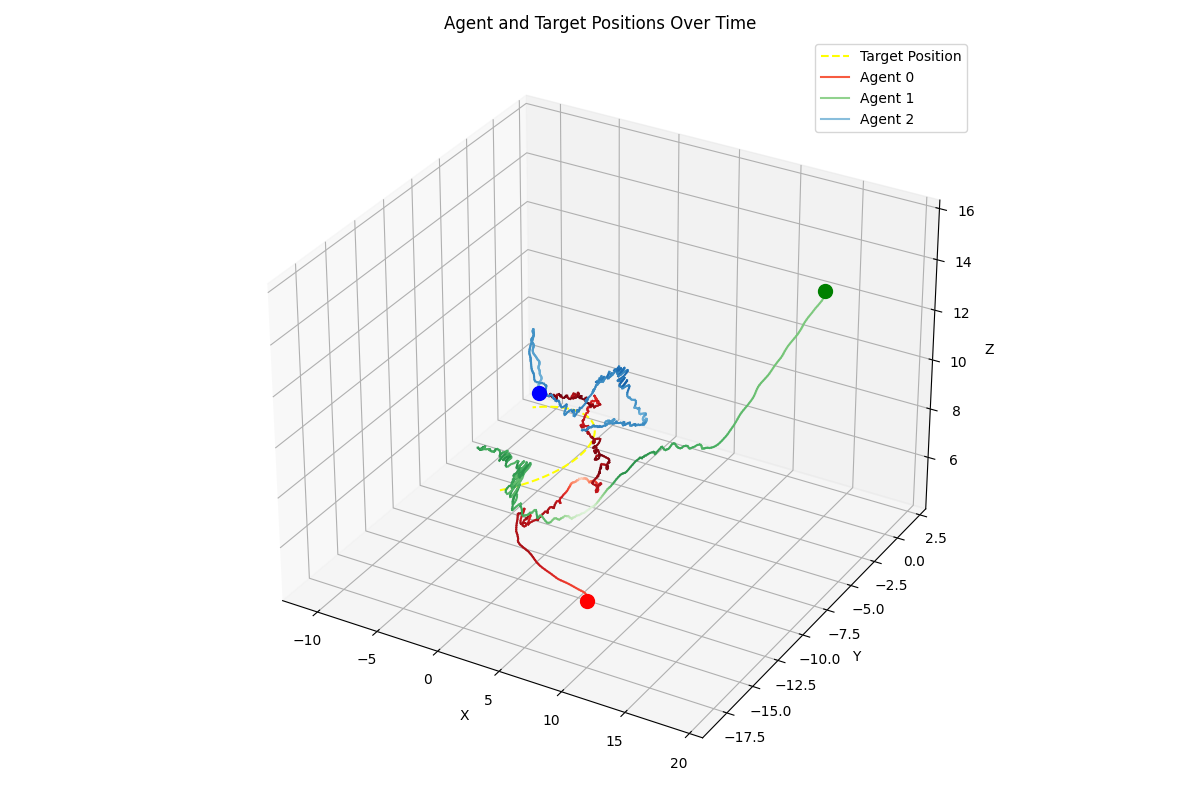 Agent and Target Positions Over Time
Target Position
Agent 0
Agent 1
Agent 2
16
14
12
10
8
6
Z
2.5
0.0
−2.5
−5.0
−7.5
−10.0
−12.5
−15.0
−17.5
Y
−10
−5
0
5
10
15
20
X